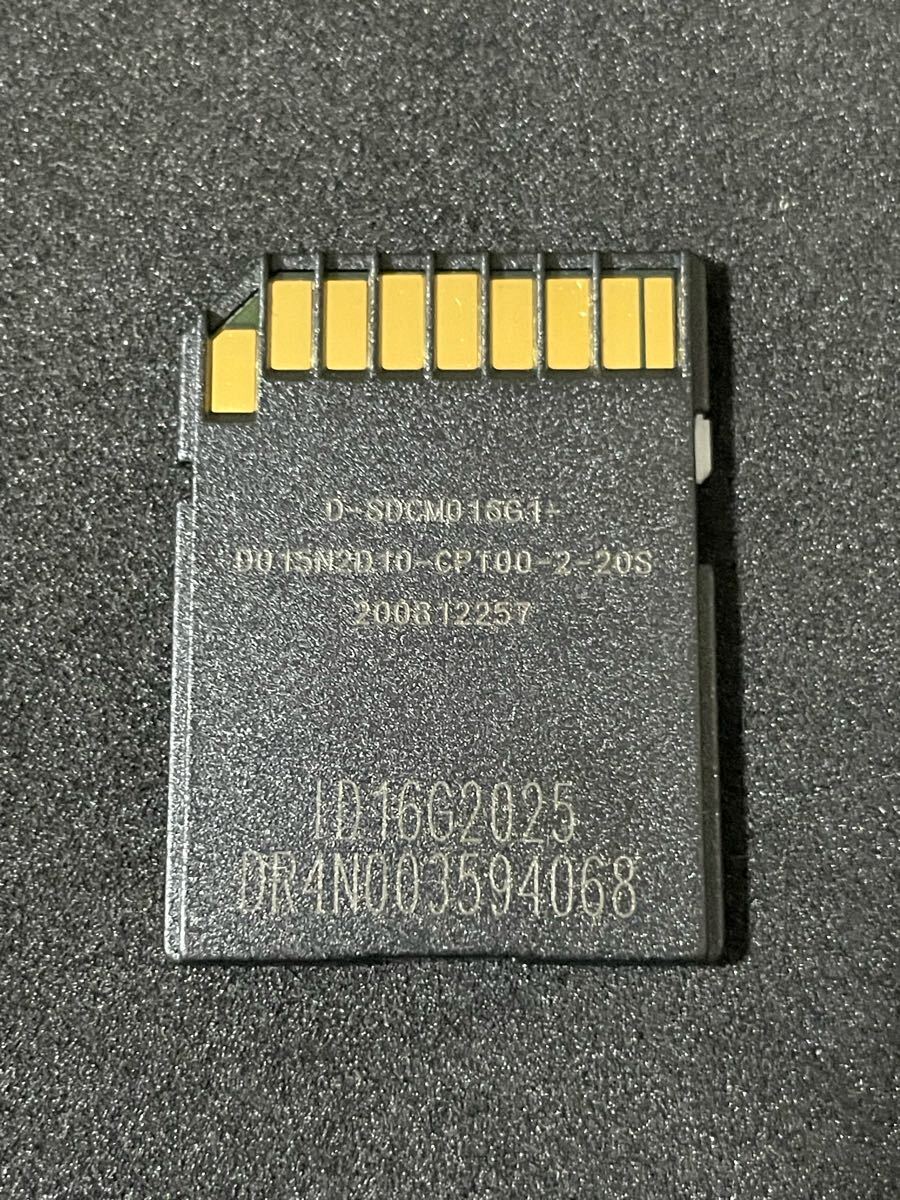 D-SDCM016G1-
D015N2D10-CP100-2-20S
200812257
ID16G2025
DR4N003594068